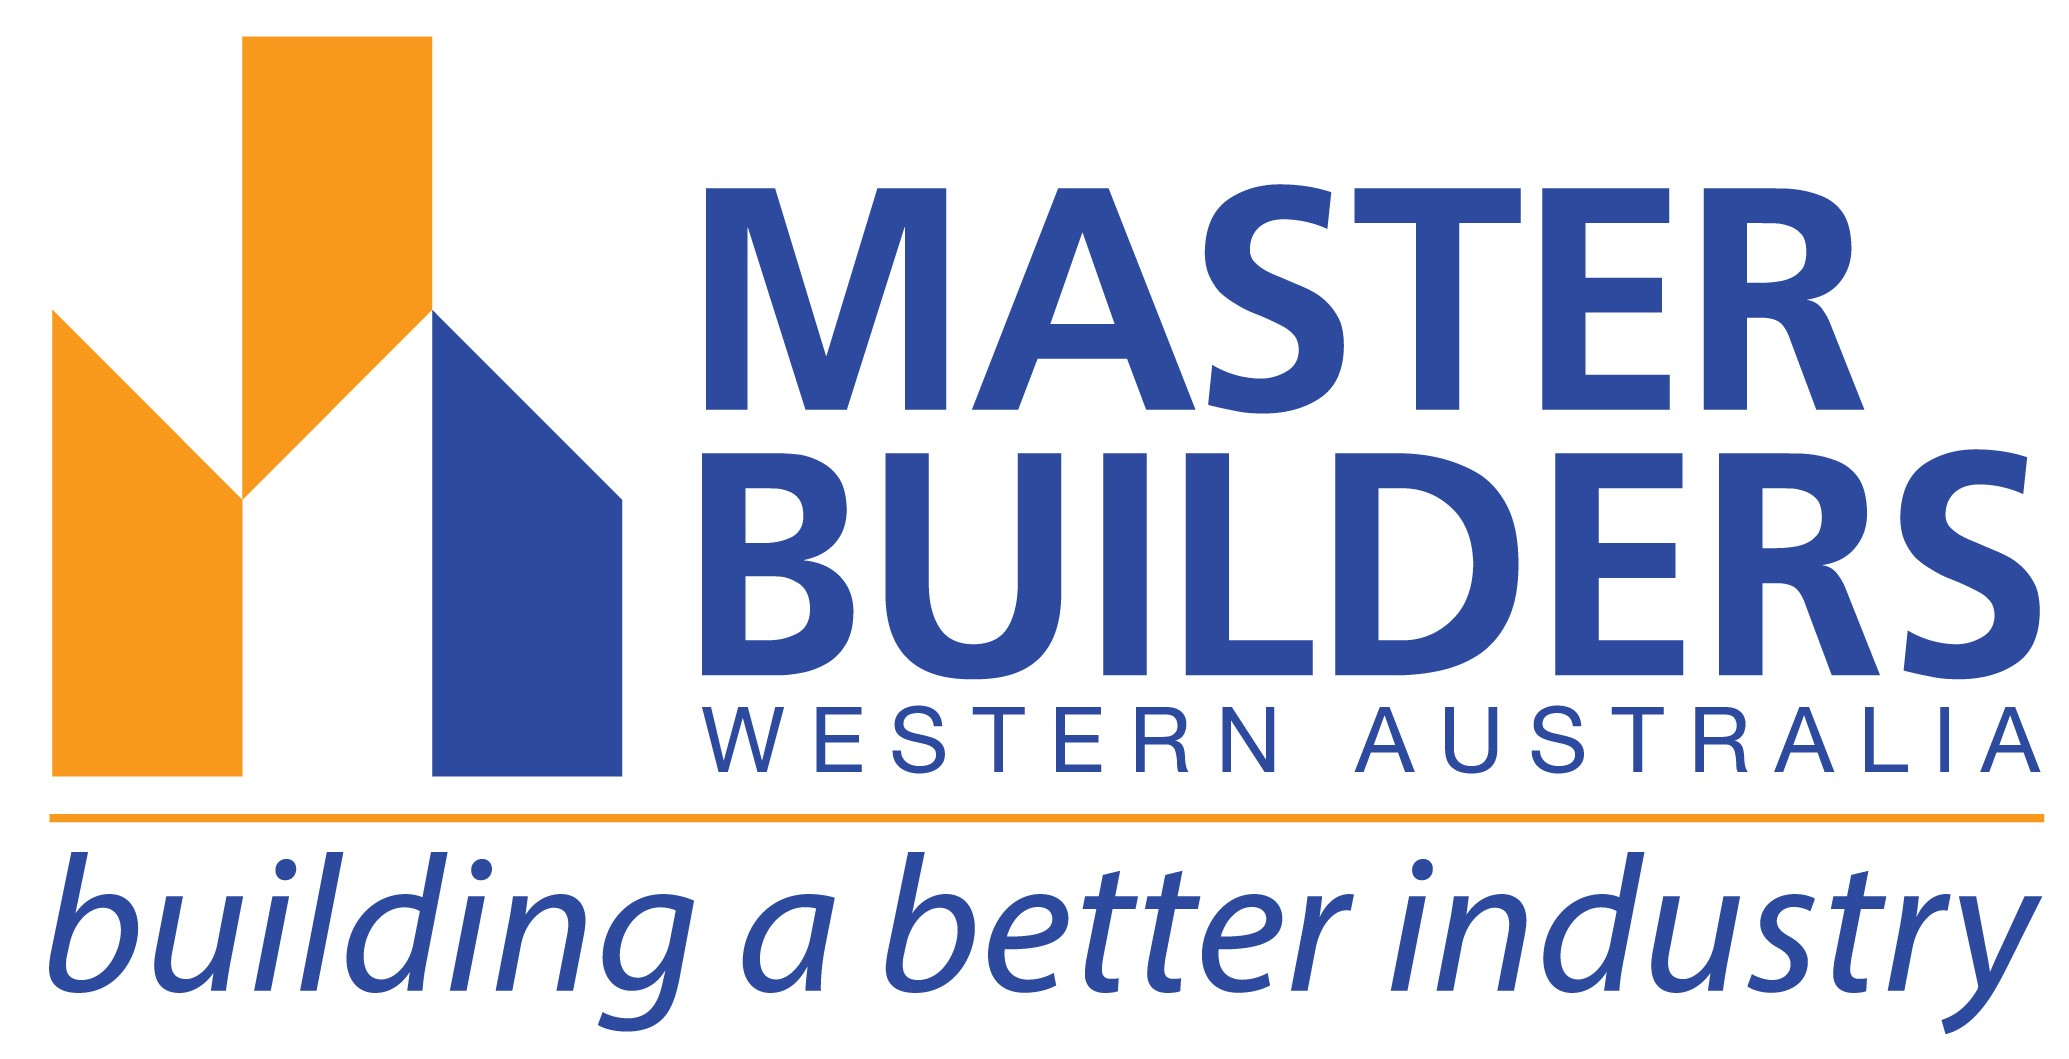 MASTER
BUILDERS
WESTERN AUSTRALIA
building a better industry